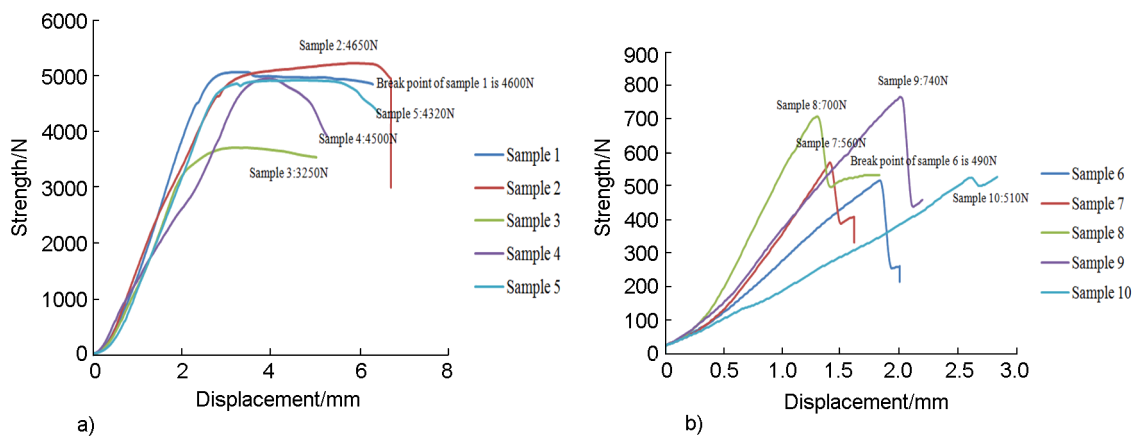 a)
Strength/N
6000
5000
4000
3000
2000
1000
0
0
2
4
6
8
Displacement/mm
Sample 2:4650N
Break point of sample 1 is 4600N
Sample 5:4320N
Sample 4:4500N
Sample 3:3250N
Sample 1
Sample 2
Sample 3
Sample 4
Sample 5
a)
Strength/N
900
800
700
600
500
400
300
200
100
0
0
0.5
1.0
1.5
2.0
2.5
3.0
Displacement/mm
Sample 9:740N
Sample 8:700N
Sample 7:560N
Break point of sample 6 is 490N
Sample 10:510N
Sample 6
Sample 7
Sample 8
Sample 9
Sample 10
b)